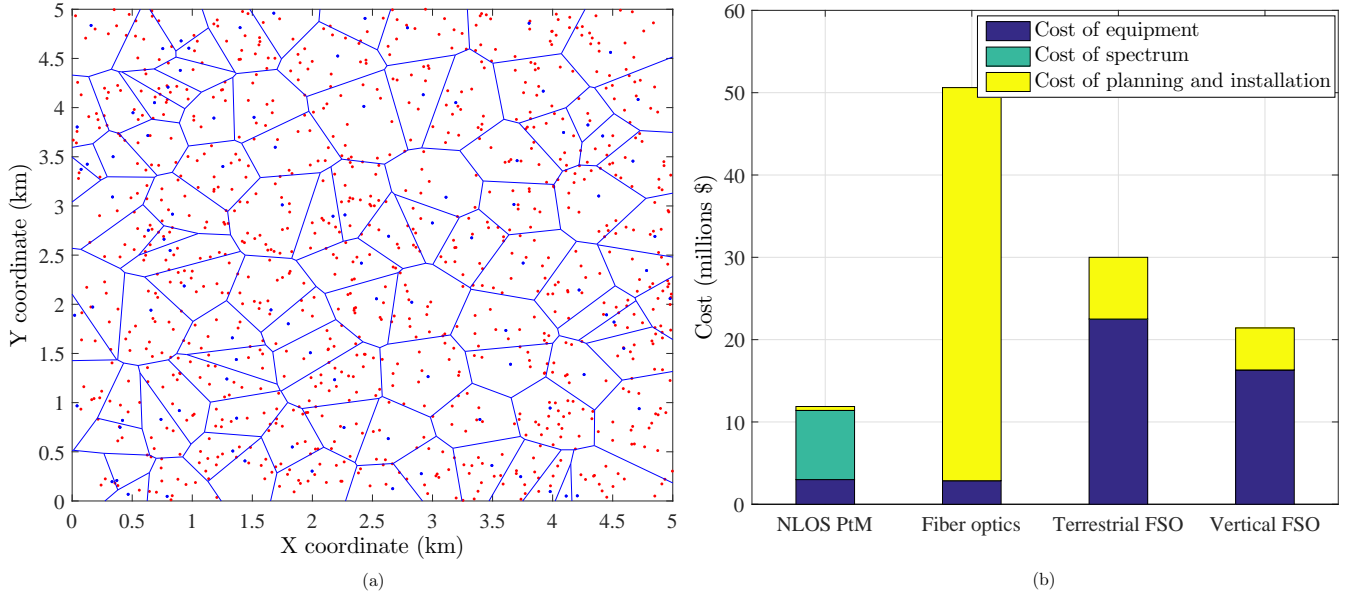 5
4.5
4
3.5
3
2.5
2
1.5
1
0.5
0
Y coordinate (km)
0 0.5 1 1.5 2 2.5 3 3.5 4 4.5 5
X coordinate (km)
(a)
60
50
40
30
20
10
0
Cost (millions $)
Cost of equipment
Cost of spectrum
Cost of planning and installation
NLOS PtM Fiber optics Terrestrial FSO Vertical FSO
(b)